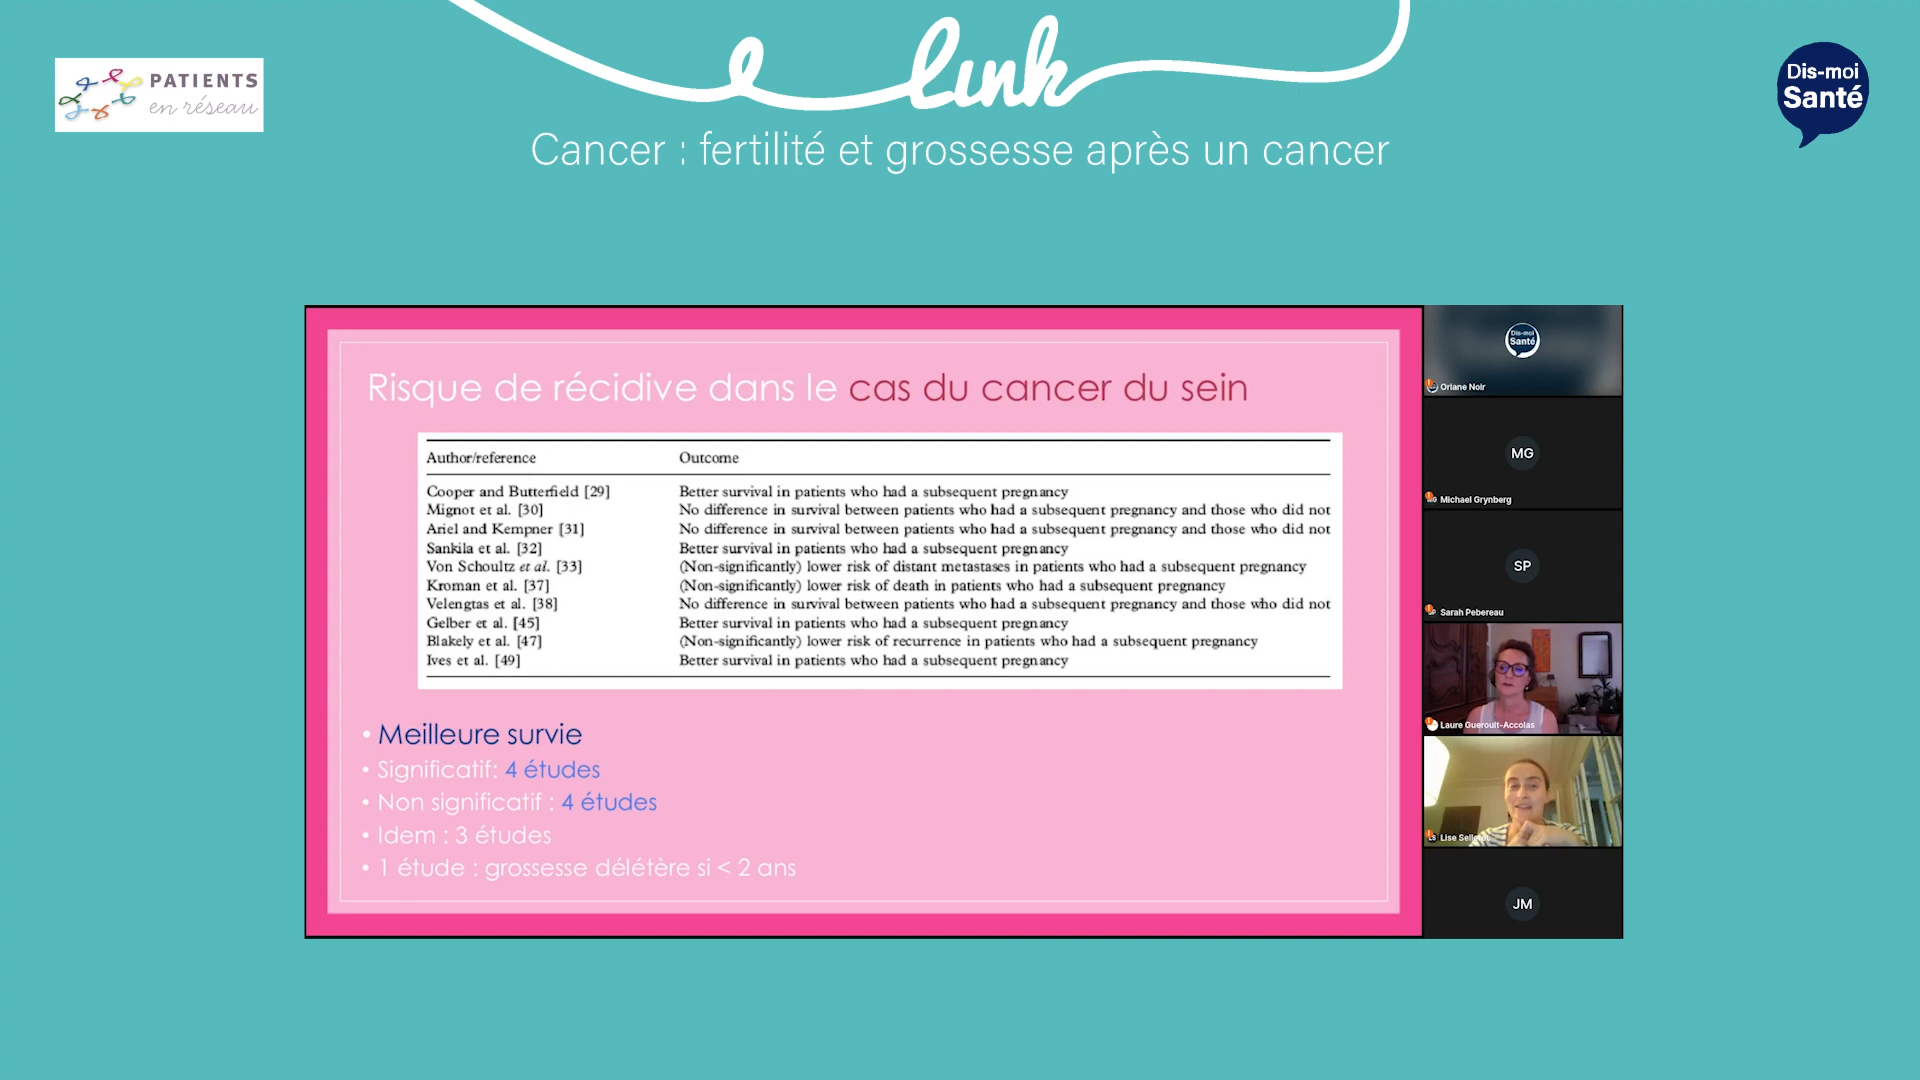 PATIENTS
en réseau
Link
Dis-moi
Santé
Cancer : fertilité et grossesse après un cancer
Risque de récidive dans le cas du cancer du sein
Author/reference Outcome
Cooper and Butterfield [29] Better survival in patients who had a subsequent pregnancy
Mignot et al. [30] No difference in survival between patients who had a subsequent pregnancy and those who did not
Ariel and Kempner [31] No difference in survival between patients who had a subsequent pregnancy and those who did not
Sankila et al. [32] Better survival in patients who had a subsequent pregnancy
Von Schoultz et al. [33] (Non-significantly) lower risk of distant metastases in patients who had a subsequent pregnancy
Kroman et al. [37] (Non-significantly) lower risk of death in patients who had a subsequent pregnancy
Velengtas et al. [38] No difference in survival between patients who had a subsequent pregnancy and those who did not
Gelber et al. [45] Better survival in patients who had a subsequent pregnancy
Blakely et al. [47] (Non-significantly) lower risk of recurrence in patients who had a subsequent pregnancy
Ives et al. [49] Better survival in patients who had a subsequent pregnancy
• Meilleure survie
• Significatif: 4 études
• Non significatif : 4 études
• Idem : 3 études
• 1 étude : grossesse délétère si < 2 ans
Dis-moi
Santé
Oriane Noir
MG
Michael Grynberg
SP
Sarah Pebereau
Laure Gueroult-Accolas
Lise
JM